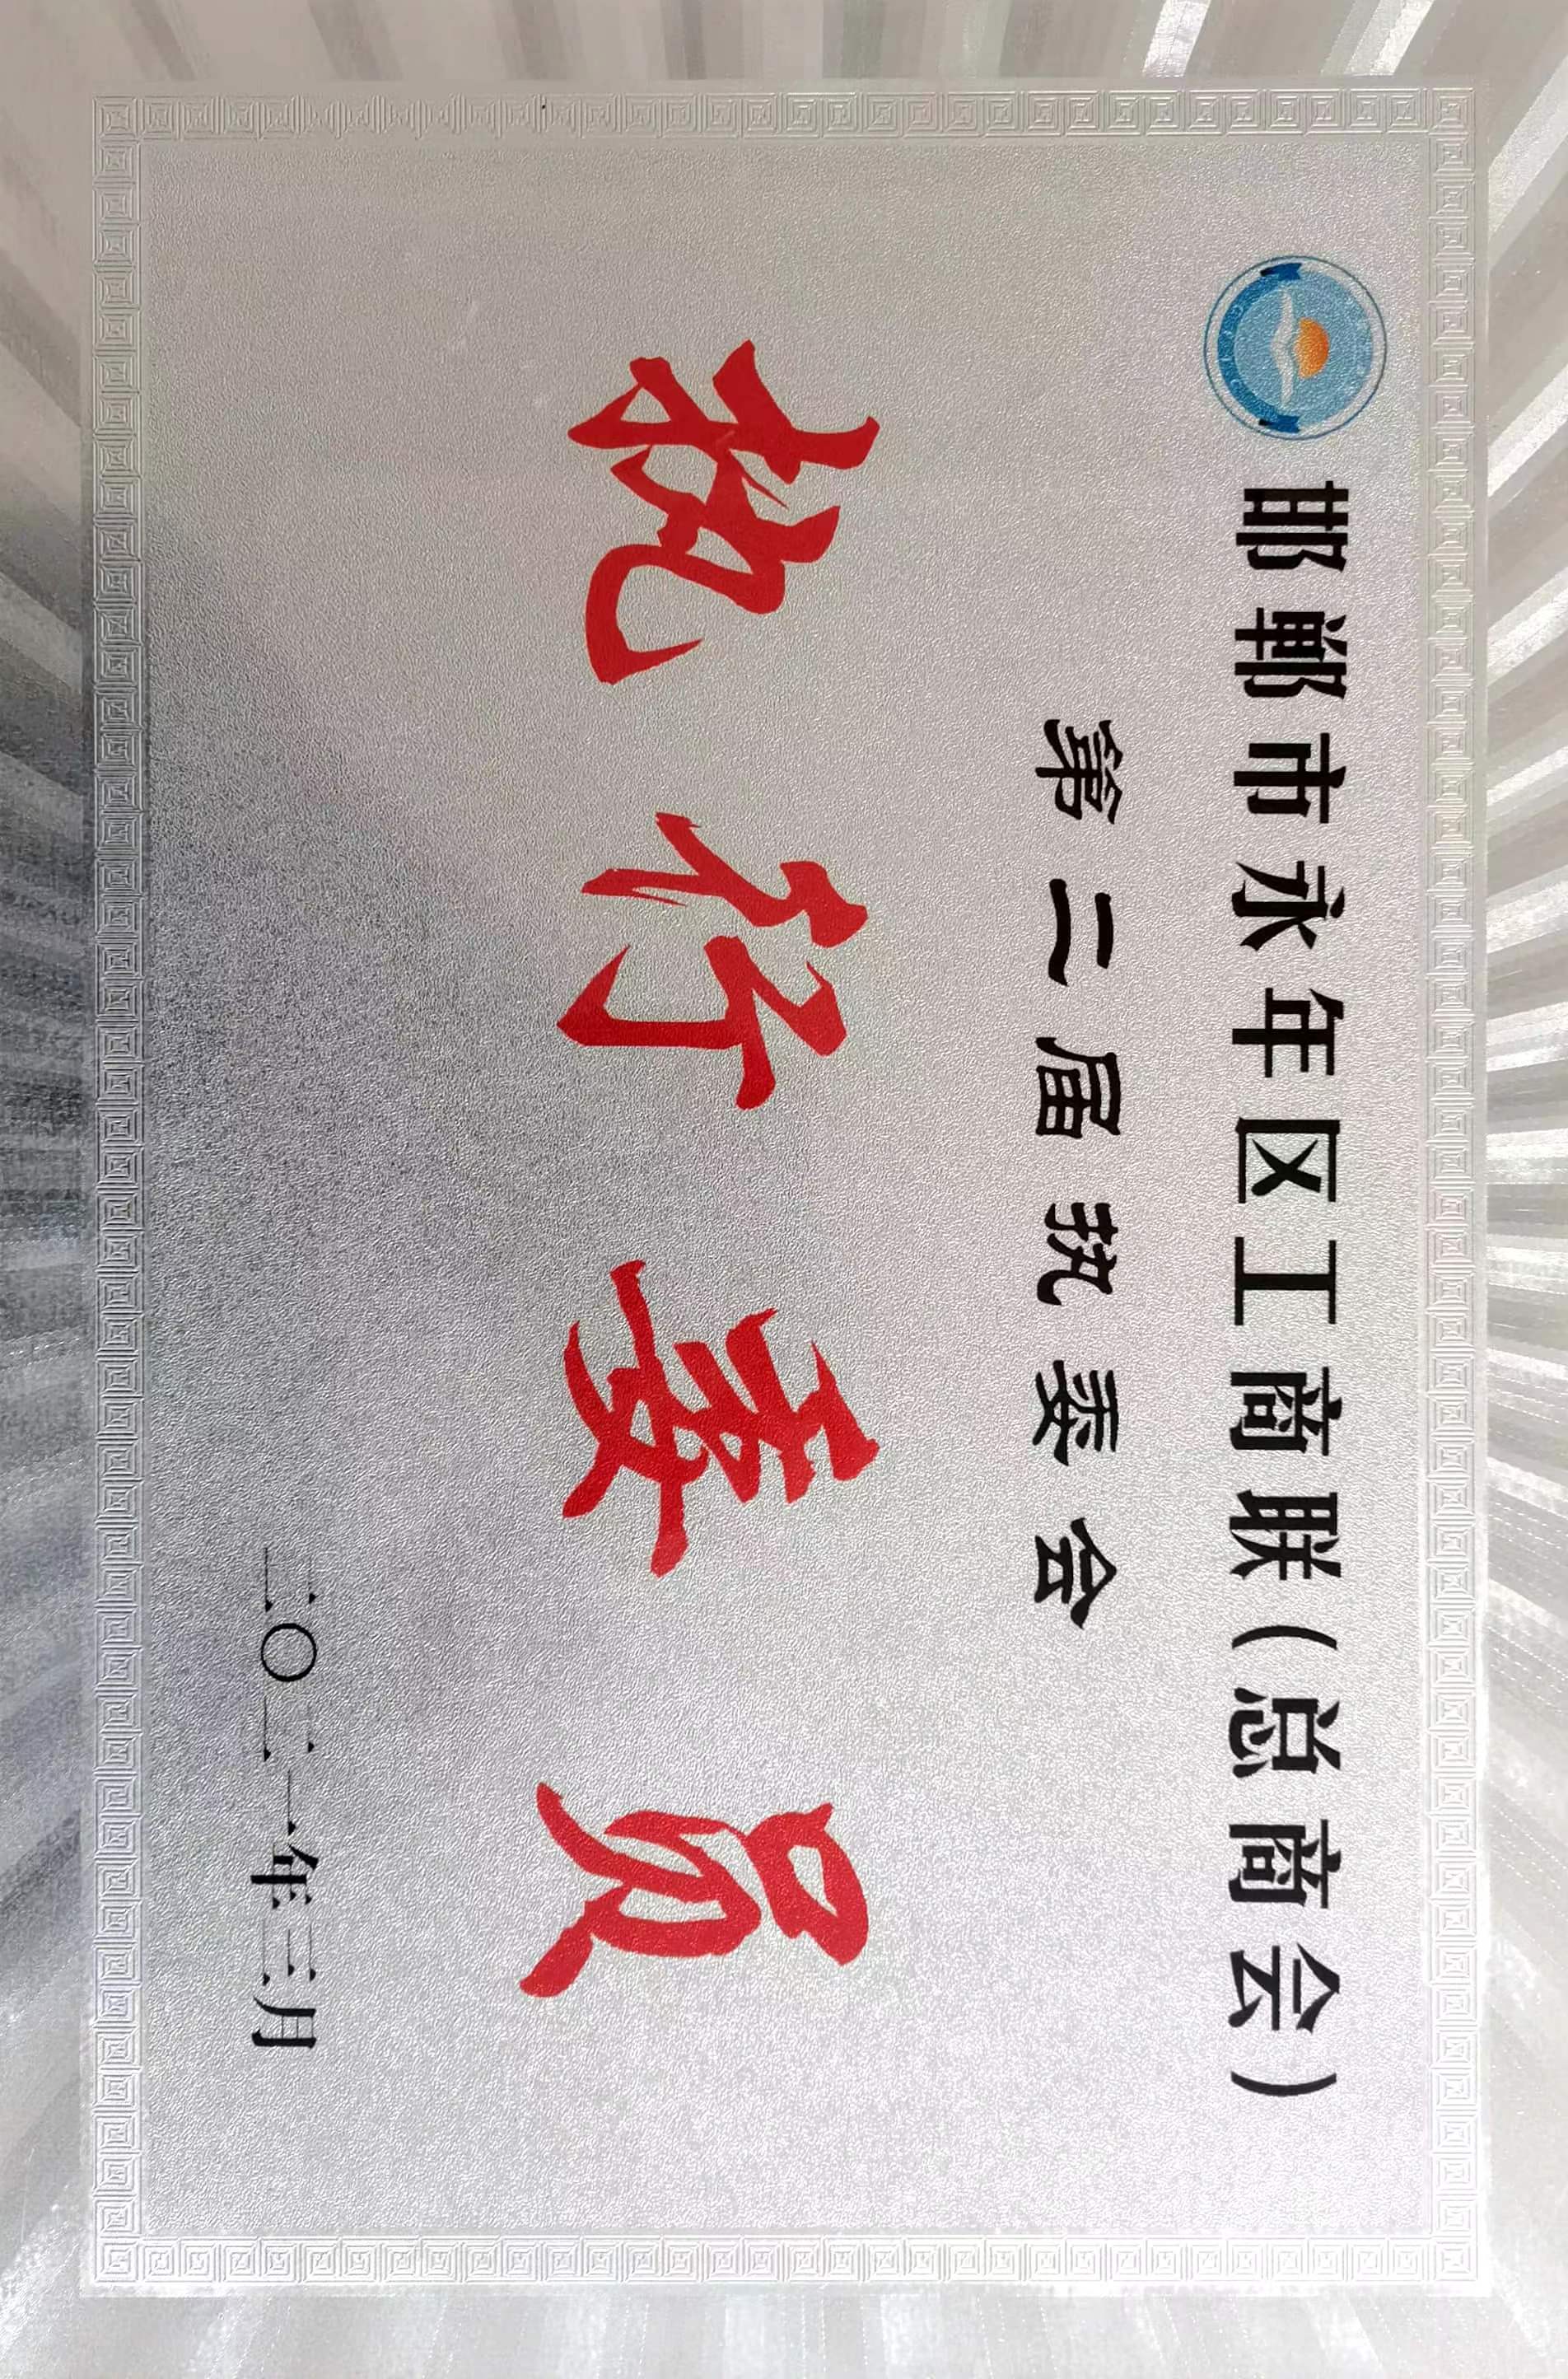 邯郸市永年区工商联(总商会)
第二届执委会
执行委员
二〇二一年三月